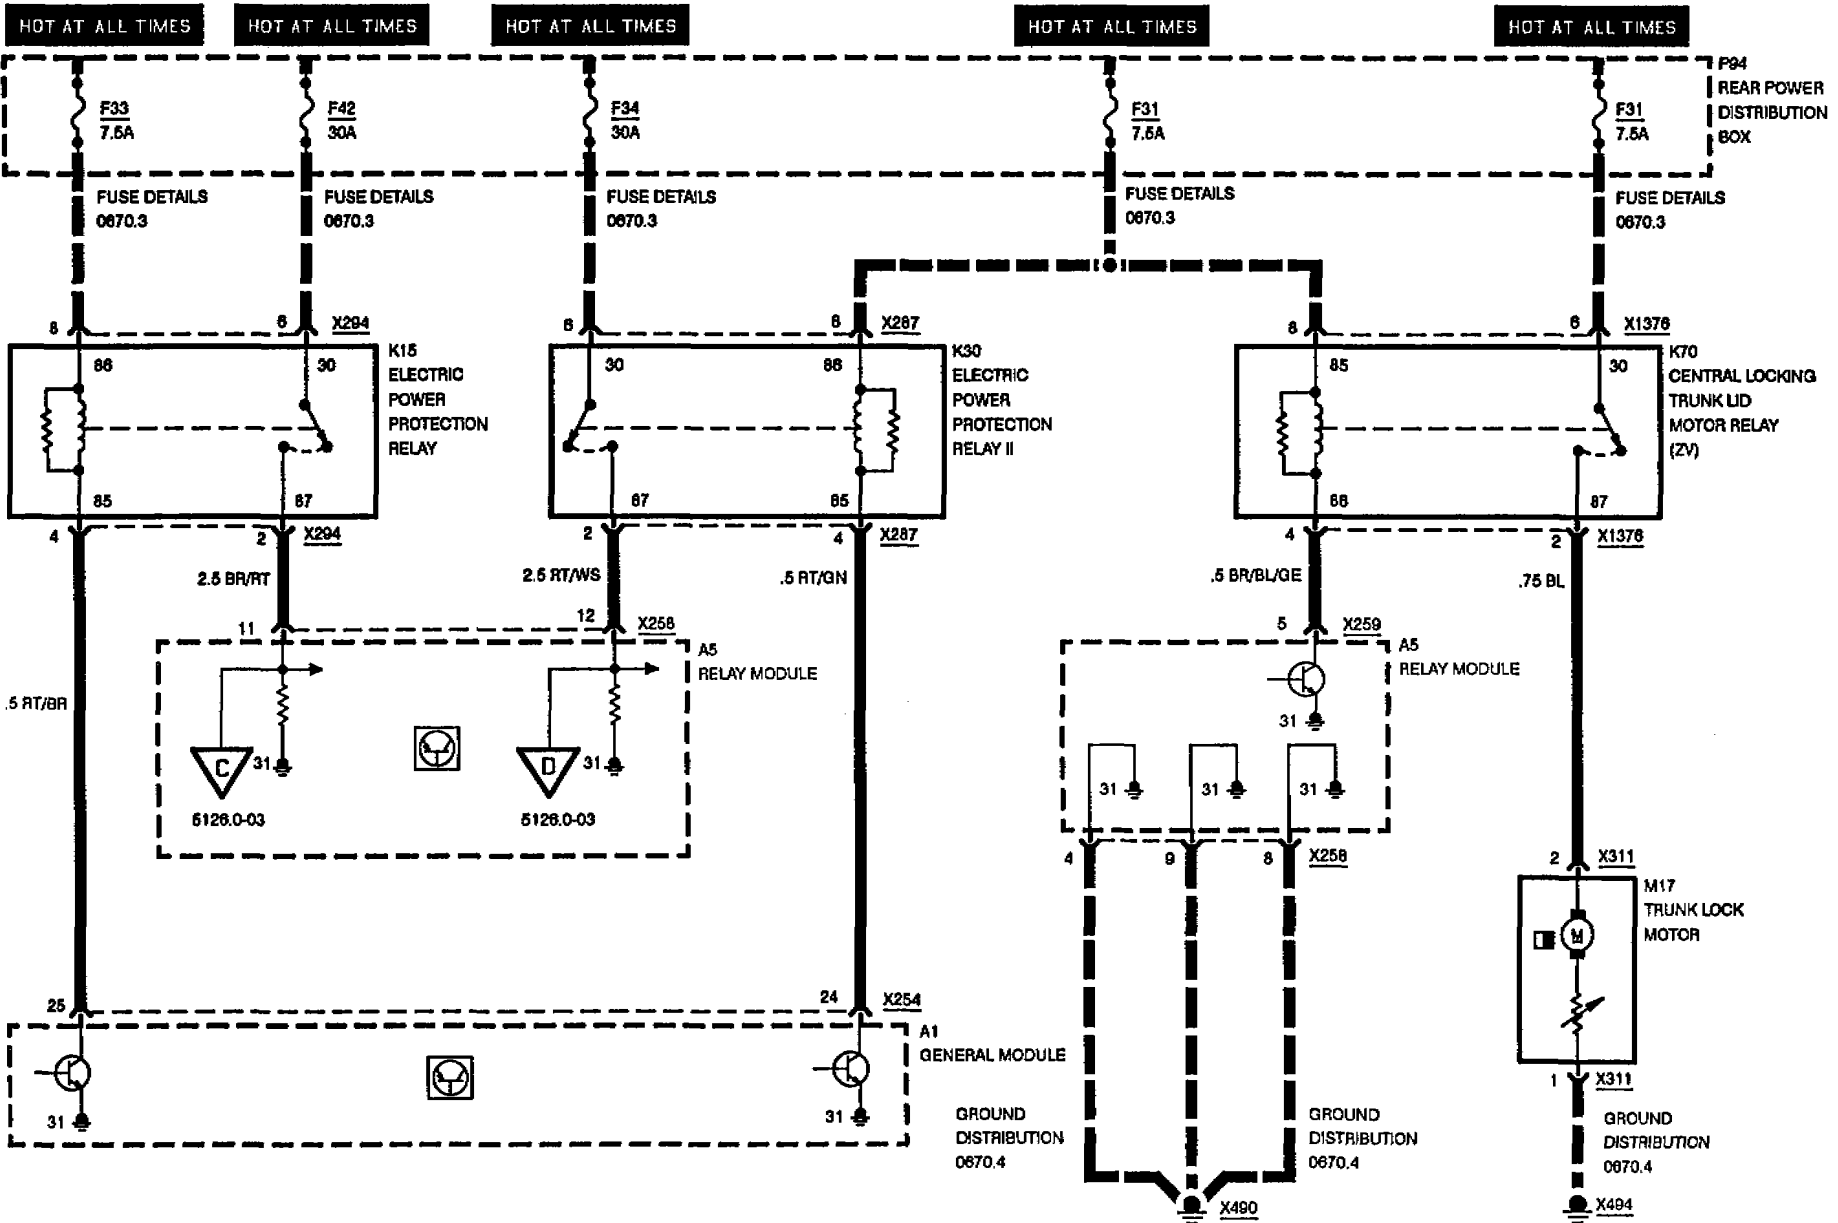 HOT AT ALL TIMES
HOT AT ALL TIMES
HOT AT ALL TIMES
HOT AT ALL TIMES
HOT AT ALL TIMES
F33
7.5A
F42
30A
F34
30A
F31
7.5A
F31
7.5A
P94
REAR POWER
DISTRIBUTION
BOX
FUSE DETAILS
0670.3
FUSE DETAILS
0670.3
FUSE DETAILS
0670.3
FUSE DETAILS
0670.3
FUSE DETAILS
0670.3
8
6
X294
6
8
X287
8
6
X1376
86
30
K15
ELECTRIC
POWER
PROTECTION
RELAY
85
87
30
86
K30
ELECTRIC
POWER
PROTECTION
RELAY II
87
85
85
30
K70
CENTRAL LOCKING
TRUNK LID
MOTOR RELAY
(ZV)
86
87
4
2
X294
2
4
X287
4
2
X1376
2.5 BR/RT
2.5 RT/WS
.5 RT/GN
.5 BR/BL/GE
.75 BL
11
12
X256
5
X259
A5
RELAY MODULE
A5
RELAY MODULE
.5 RT/BR
31
C
31
D
31
5126.0-03
5126.0-03
31
31
31
4
9
8
X258
2
X311
M17
TRUNK LOCK
MOTOR
M
25
24
X254
A1
GENERAL MODULE
31
31
1
X311
GROUND
DISTRIBUTION
0670.4
GROUND
DISTRIBUTION
0670.4
GROUND
DISTRIBUTION
0670.4
X490
X494